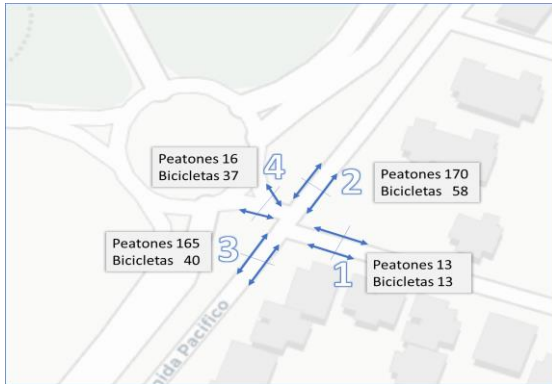 Peatones 16
Bicicletas 37
4
2
Peatones 170
Bicicletas 58
Peatones 165
Bicicletas 40
3
1
Peatones 13
Bicicletas 13
nida Pacífico